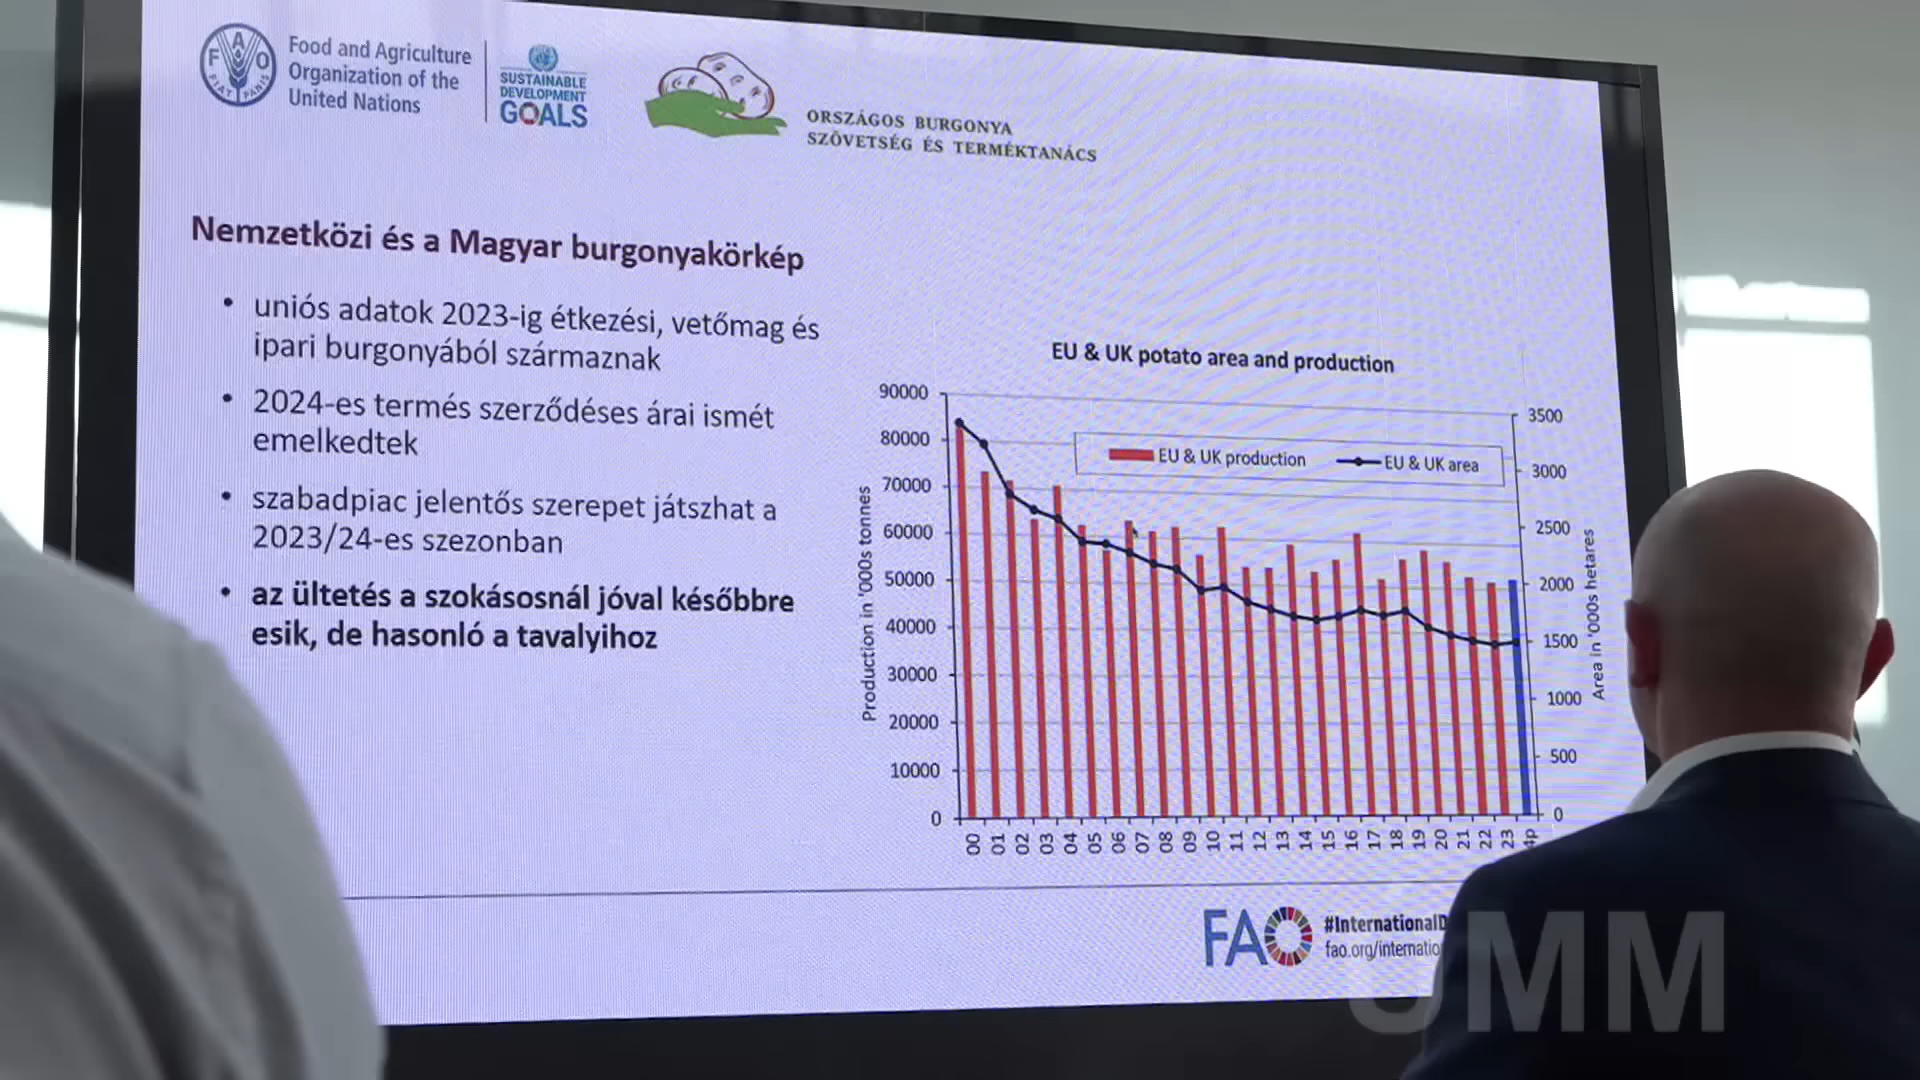 Food and Agriculture
Organization of the
United Nations
F A O
FIAT PANIS
SUSTAINABLE
DEVELOPMENT
GOALS
ORSZÁGOS BURGONYA
SZÖVETSÉG ÉS TERMÉKTANÁCS
Nemzetközi és a Magyar burgonyakörkép
• uniós adatok 2023-ig étkezési, vetőmag és
ipari burgonyából származnak
• 2024-es termés szerződéses árai ismét
emelkedtek
• szabadpiac jelentős szerepet játszhat a
2023/24-es szezonban
• az ültetés a szokásosnál jóval későbbre
esik, de hasonló a tavalyihoz
EU & UK potato area and production
EU & UK production
EU & UK area
Production in '000s tonnes
90000
80000
70000
60000
50000
40000
30000
20000
10000
0
3500
3000
2500
2000
1500
1000
500
0
Area in '000s hetares
00 01 02 03 04 05 06 07 08 09 10 11 12 13 14 15 16 17 18 19 20 21 22 23 4p
FAO
#InternationalD
fao.org/internatio
OMM